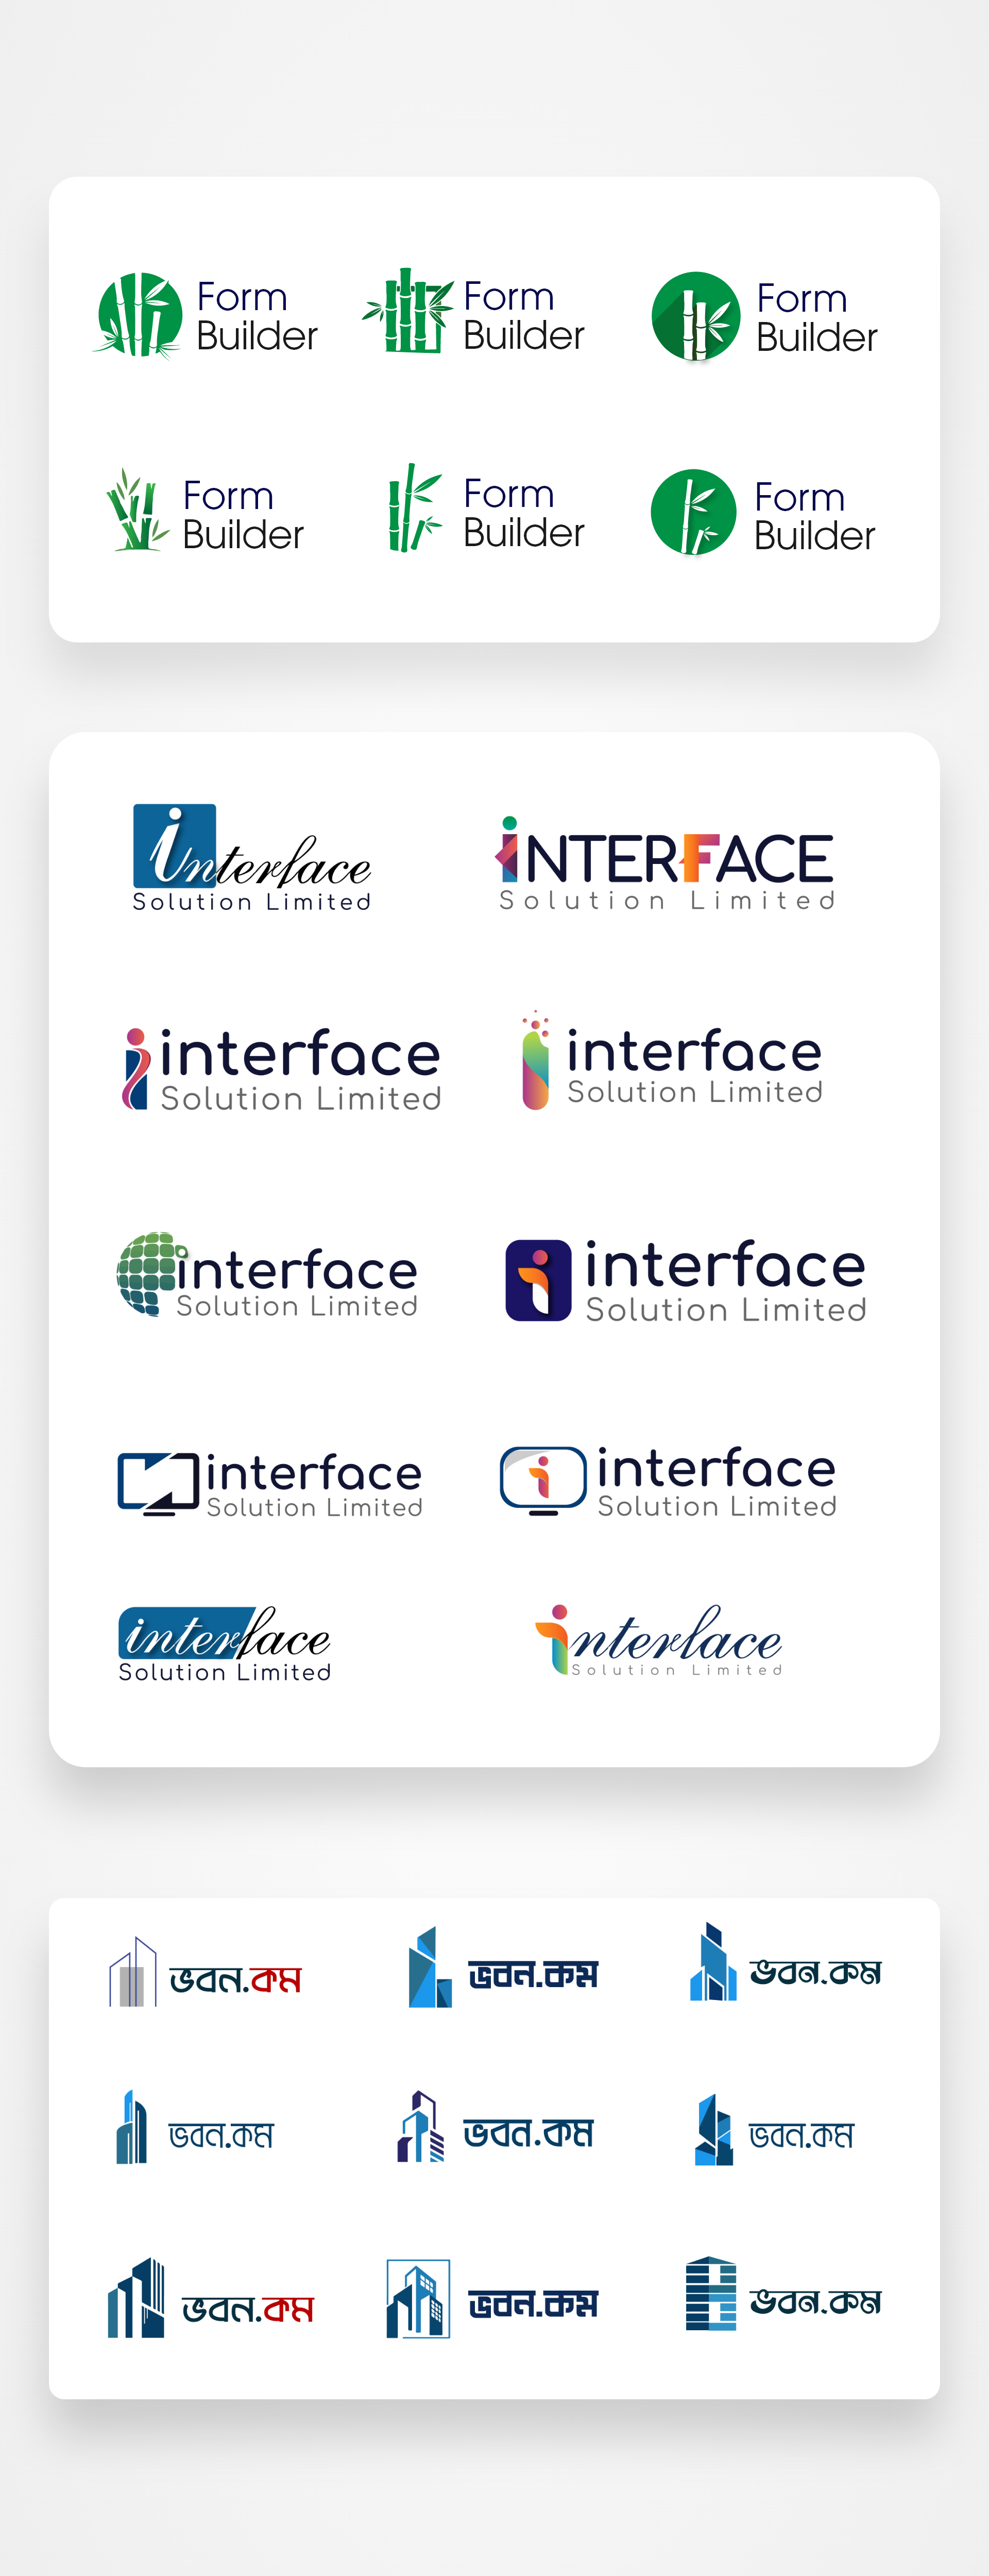 Form
Builder
Form
Builder
Form
Builder
Form
Builder
Form
Builder
Form
Builder
interface
Solution Limited
iNTERFACE
Solution Limited
interface
Solution Limited
interface
Solution Limited
interface
Solution Limited
interface
Solution Limited
interface
Solution Limited
interface
Solution Limited
interface
Solution Limited
interface
Solution Limited
ভবন.কম
ভবন.কম
ভবন.কম
ভবন.কম
ভবন.কম
ভবন.কম
ভবন.কম
ভবন.কম
ভবন.কম